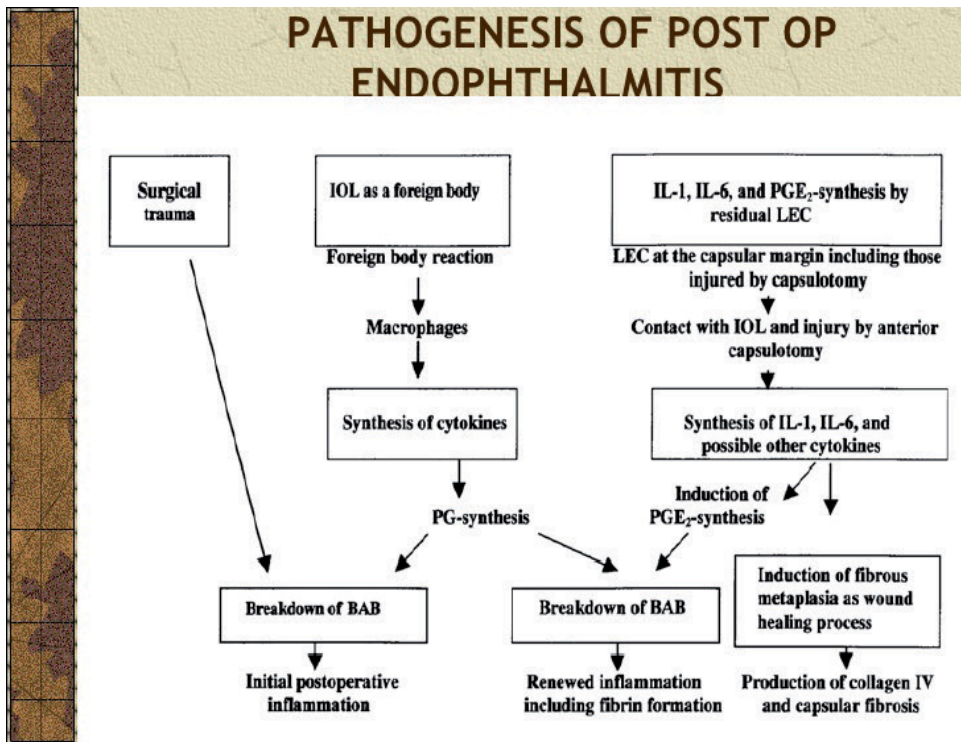 PATHOGENESIS OF POST OP
ENDOPHTHALMITIS
Surgical
trauma
IOL as a foreign body
Foreign body reaction
Macrophages
Synthesis of cytokines
PG-synthesis
IL-1, IL-6, and PGE₂-synthesis by
residual LEC
LEC at the capsular margin including those
injured by capsulotomy
Contact with IOL and injury by anterior
capsulotomy
Synthesis of IL-1, IL-6, and
possible other cytokines
Induction of
PGE₂-synthesis
Breakdown of BAB
Initial postoperative
inflammation
Breakdown of BAB
Renewed inflammation
including fibrin formation
Induction of fibrous
metaplasia as wound
healing process
Production of collagen IV
and capsular fibrosis